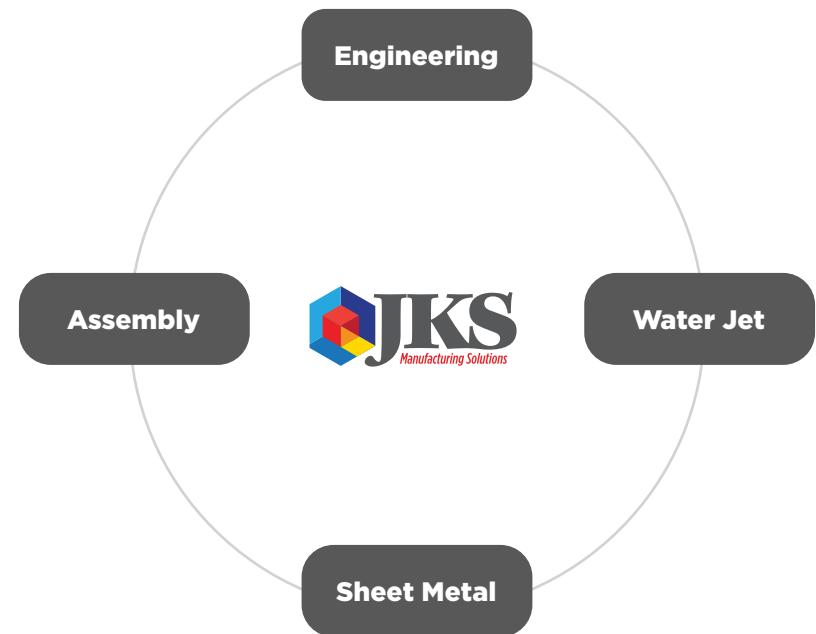 Engineering
Assembly
JKS
Manufacturing Solutions
Water Jet
Sheet Metal